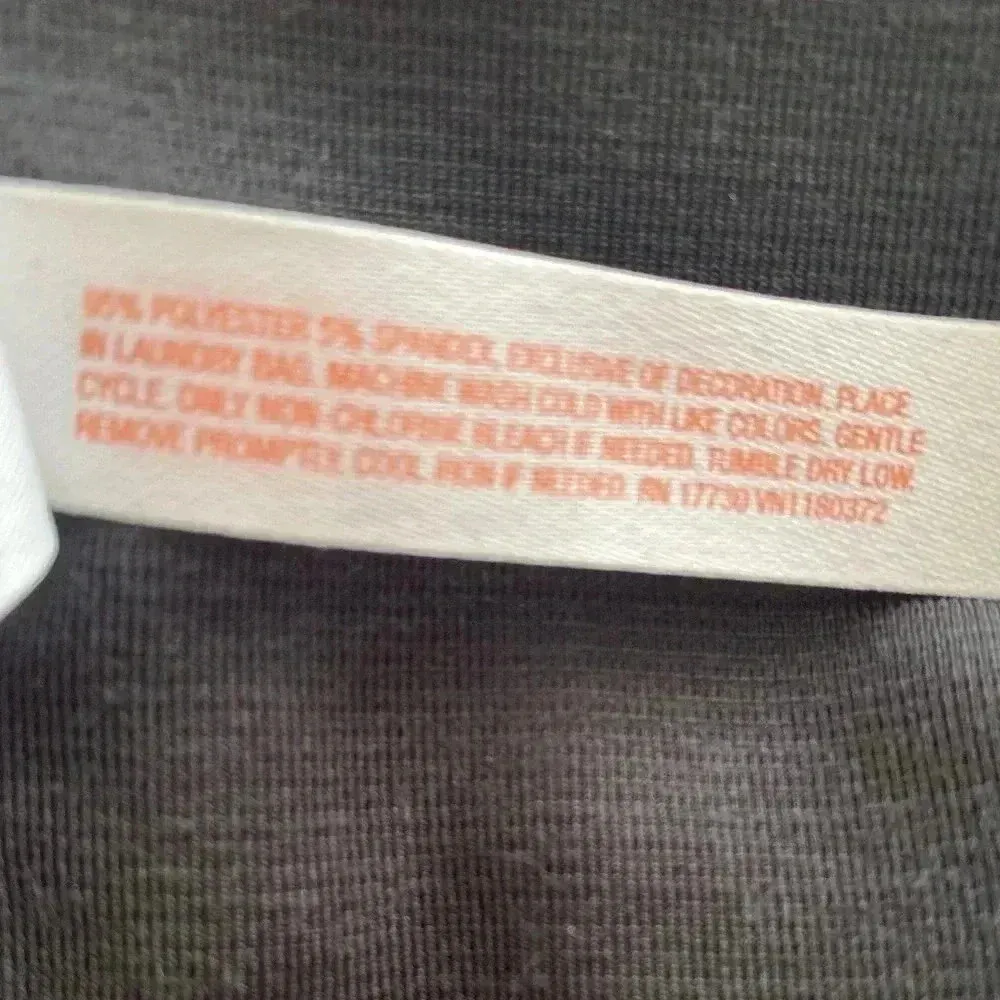 95% POLYESTER 5% SPANDEX. EXCLUSIVE OF DECORATION. PLACE
IN LAUNDRY BAG. MACHINE WASH COLD WITH LIKE COLORS. GENTLE
CYCLE. ONLY NON-CHLORINE BLEACH IF NEEDED. TUMBLE DRY LOW.
REMOVE PROMPTLY. COOL IRON IF NEEDED. RN 17730 VN1180372